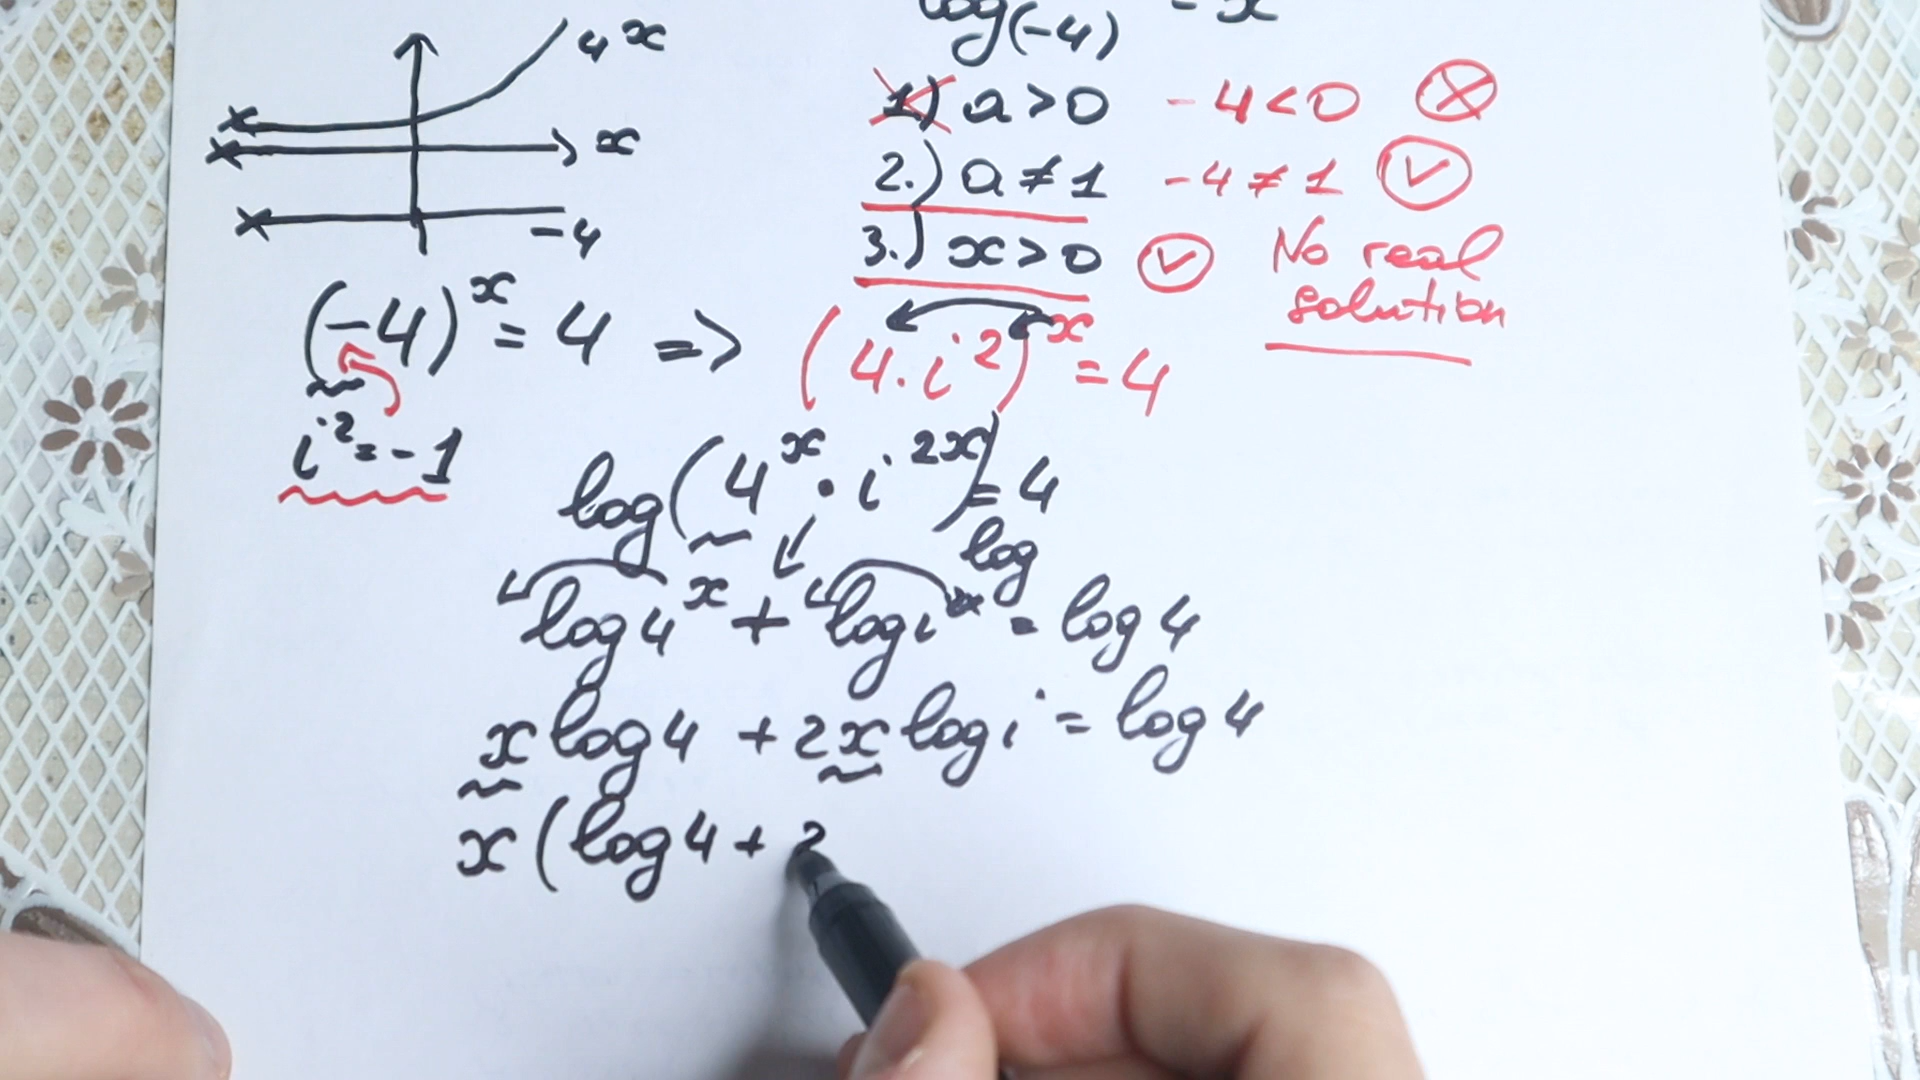 4^x
x
-4
log(-4) = x
1.) a > 0 -4 < 0
2.) a ≠ 1 -4 ≠ 1
3.) x > 0 No real
solution
(-4)^x = 4 => (4·i^2)^x = 4
i^2 = -1
log(4^x · i^2x) = 4
log
log 4^x + log i = log 4
x log 4 + 2x log i = log 4
x (log 4 + 2